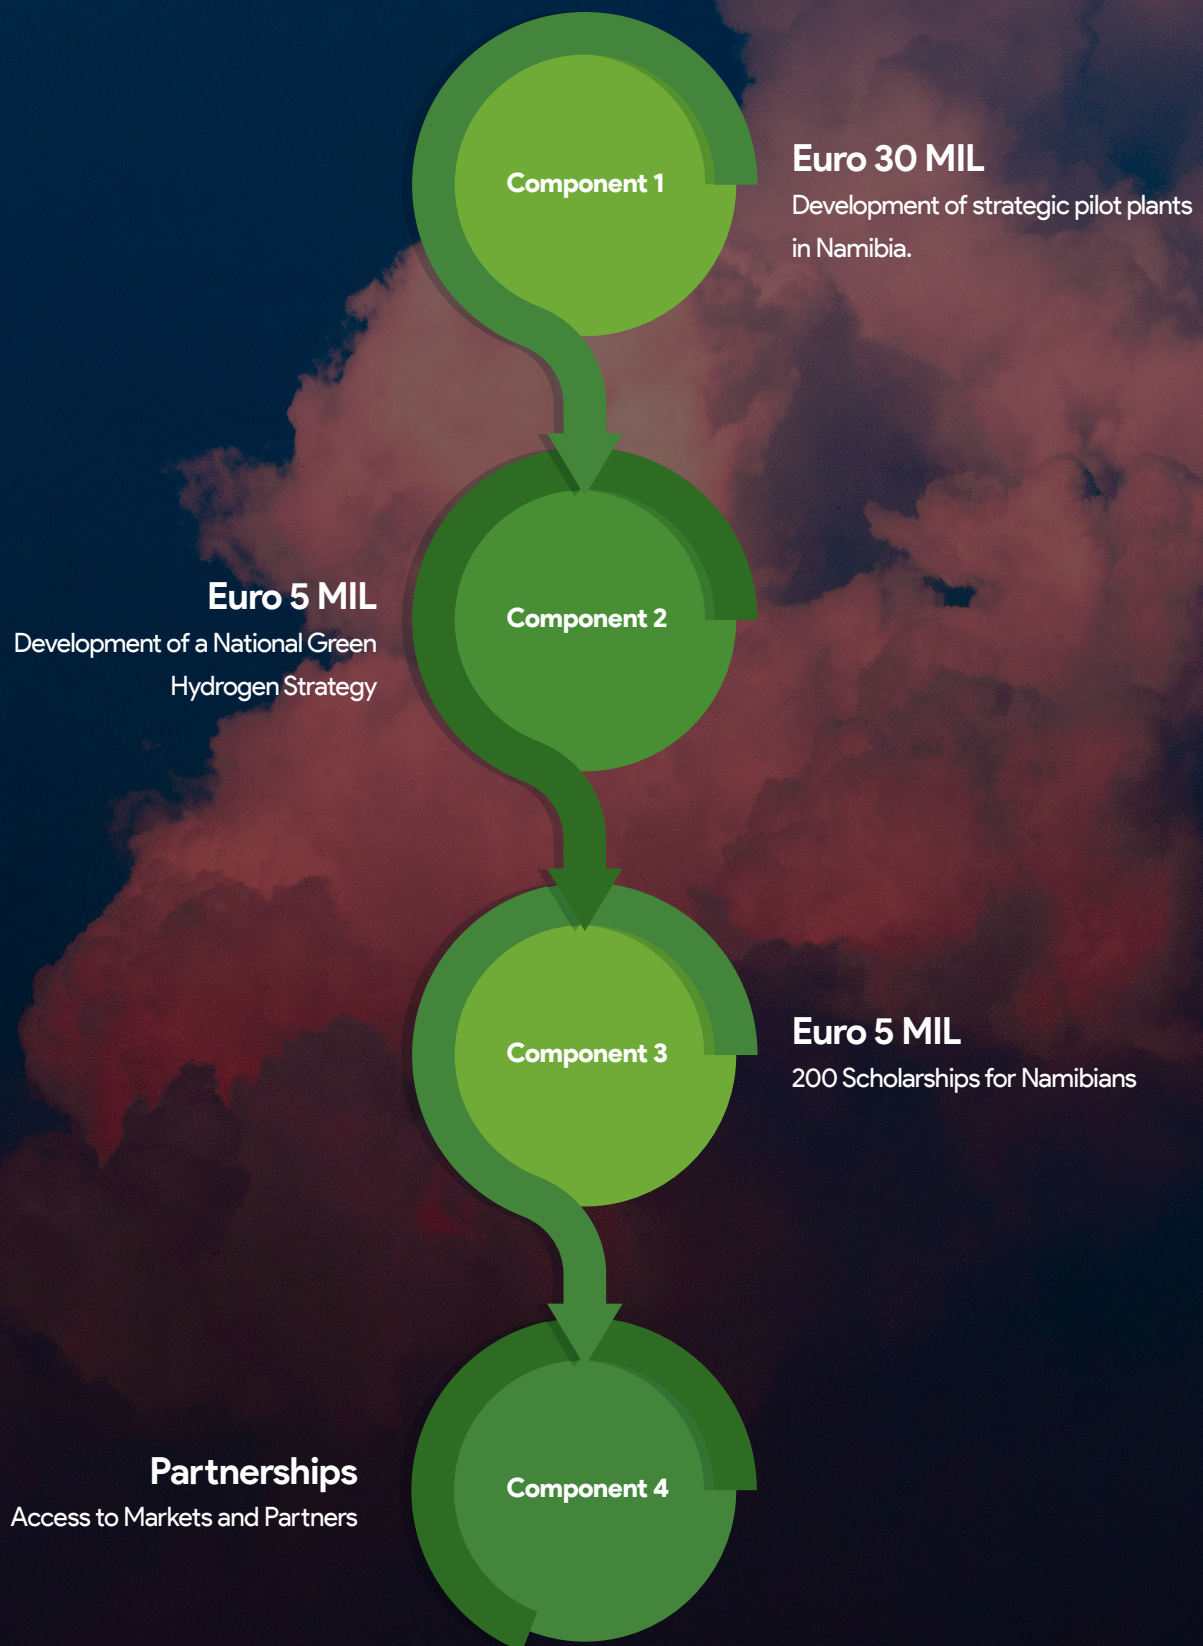 Component 1
Euro 30 MIL
Development of strategic pilot plants
in Namibia.
Euro 5 MIL
Development of a National Green
Hydrogen Strategy
Component 2
Component 3
Euro 5 MIL
200 Scholarships for Namibians
Partnerships
Access to Markets and Partners
Component 4